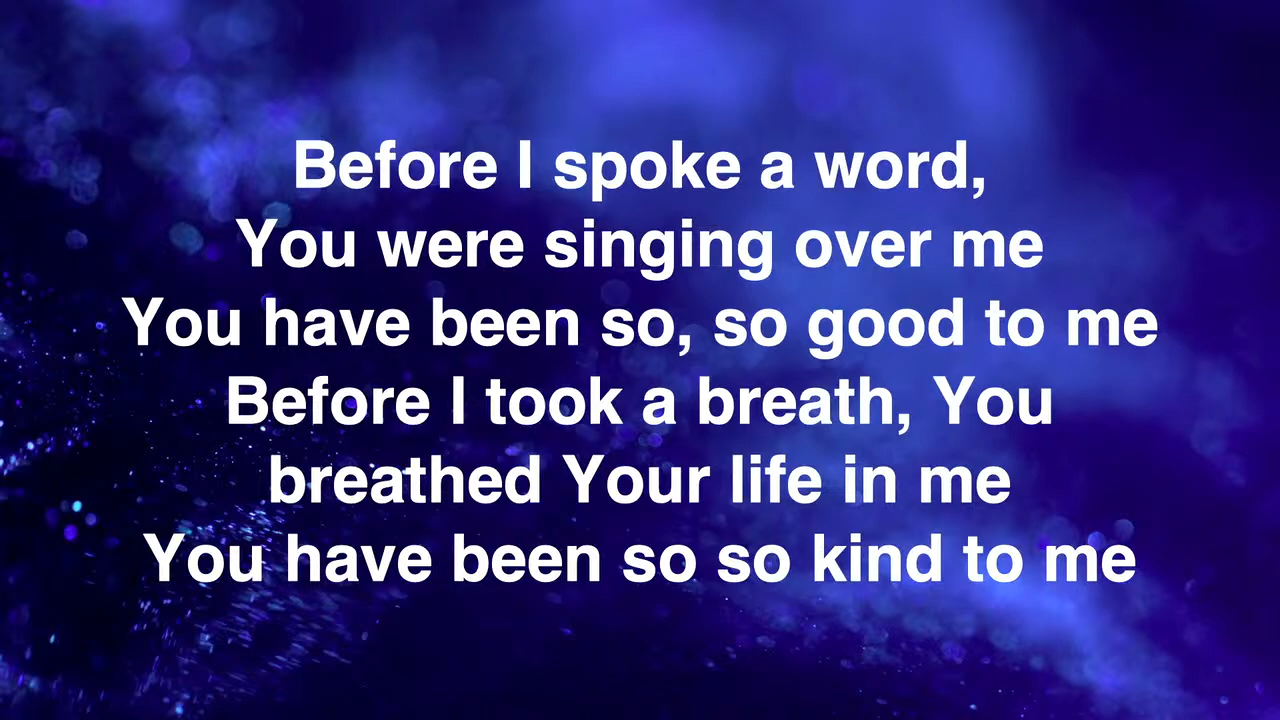 Before I spoke a word,
You were singing over me
You have been so, so good to me
Before I took a breath, You
breathed Your life in me
You have been so so kind to me